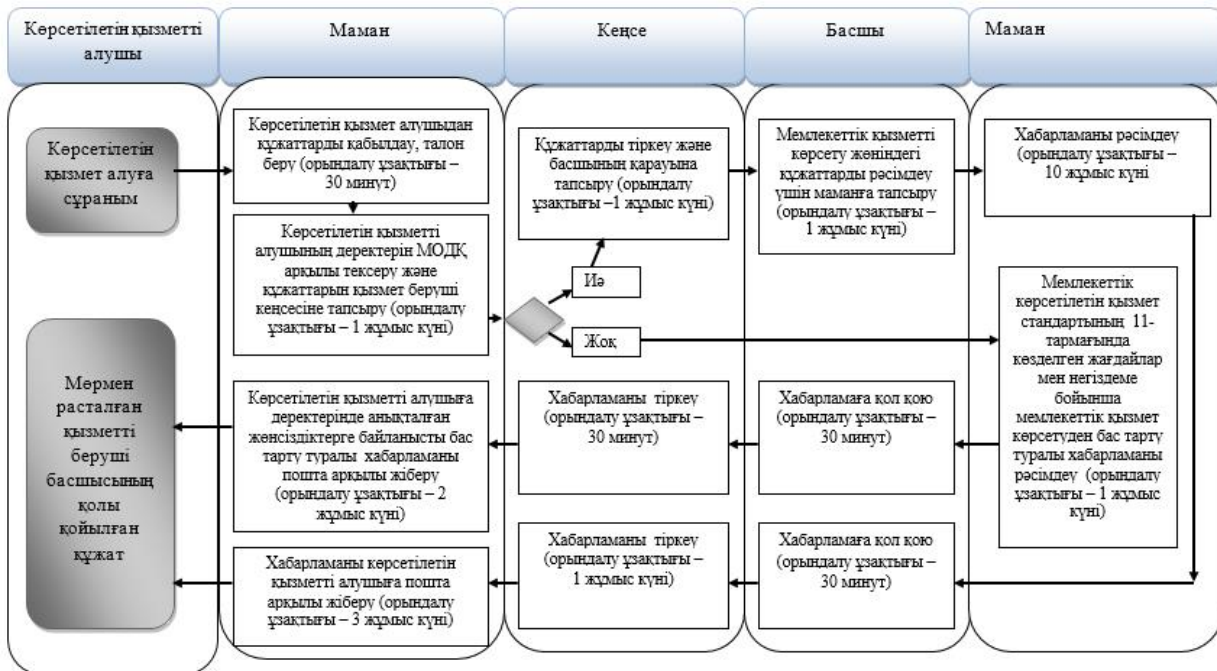 Көрсетілетін қызметті
алушы
Маман
Кеңсе
Басшы
Маман
Көрсетілетін
қызмет алуға
сұраным
Көрсетілетін қызмет алушыдан
құжаттарды қабылдау, талон
беру (орындалу ұзақтығы –
30 минут)
Көрсетілетін қызметті
алушының деректерін МОДҚ
арқылы тексеру және
құжаттарын қызмет беруші
кеңсесіне тапсыру (орындалу
ұзақтығы – 1 жұмыс күні)
Құжаттарды тіркеу және
басшының қарауына
тапсыру (орындалу
ұзақтығы –1 жұмыс күні)
Иә
Жоқ
Мемлекеттік қызметті
көрсету жөніндегі
құжаттарды рәсімдеу
үшін маманға тапсыру
(орындалу ұзақтығы –
1 жұмыс күні)
Хабарламаны рәсімдеу
(орындалу ұзақтығы –
10 жұмыс күні
Мемлекеттік
көрсетілетін қызмет
стандартының 11-
тармағында
көзделген жағдайлар
мен негіздеме
бойынша
мемлекеттік қызмет
көрсетуден бас тарту
туралы хабарламаны
рәсімдеу (орындалу
ұзақтығы – 1 жұмыс
күні)
Мөрмен
расталған
қызметті
беруші
басшысының
қолы
қойылған
құжат
Көрсетілетін қызметті алушыға
деректерінде анықталған
жөнсіздіктерге байланысты бас
тарту туралы хабарламаны
пошта арқылы жіберу
(орындалу ұзақтығы – 2
жұмыс күні)
Хабарламаны тіркеу
(орындалу ұзақтығы –
30 минут)
Хабарламаға қол қою
(орындалу ұзақтығы –
30 минут)
Хабарламаны көрсетілетін
қызметті алушыға пошта
арқылы жіберу (орындалу
ұзақтығы – 3 жұмыс күні)
Хабарламаны тіркеу
(орындалу ұзақтығы –
1 жұмыс күні)
Хабарламаға қол қою
(орындалу ұзақтығы –
30 минут)